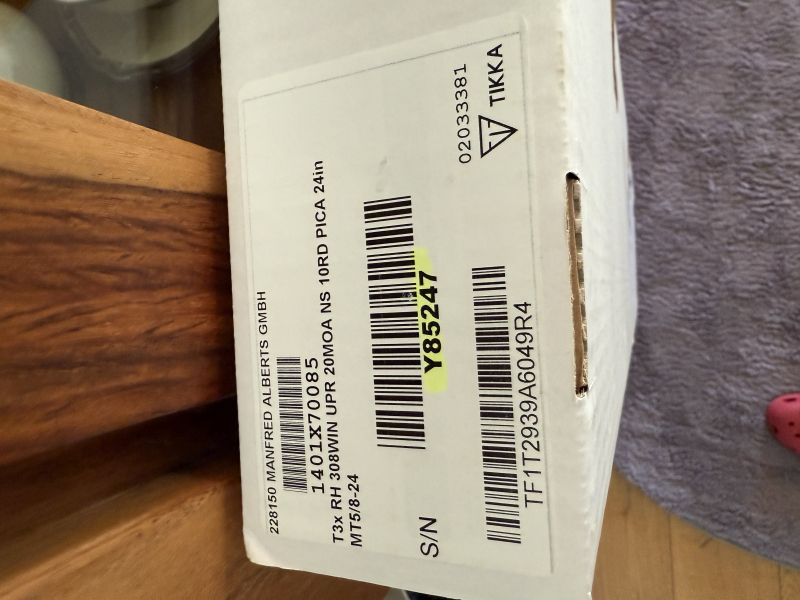 228150 MANFRED ALBERTS GMBH
1401X70085
T3x RH 308WIN UPR 20MOA NS 10RD PICA 24in
MT5/8-24
S/N
Y85247
TF1T2939A6049R4
02033381
TIKKA